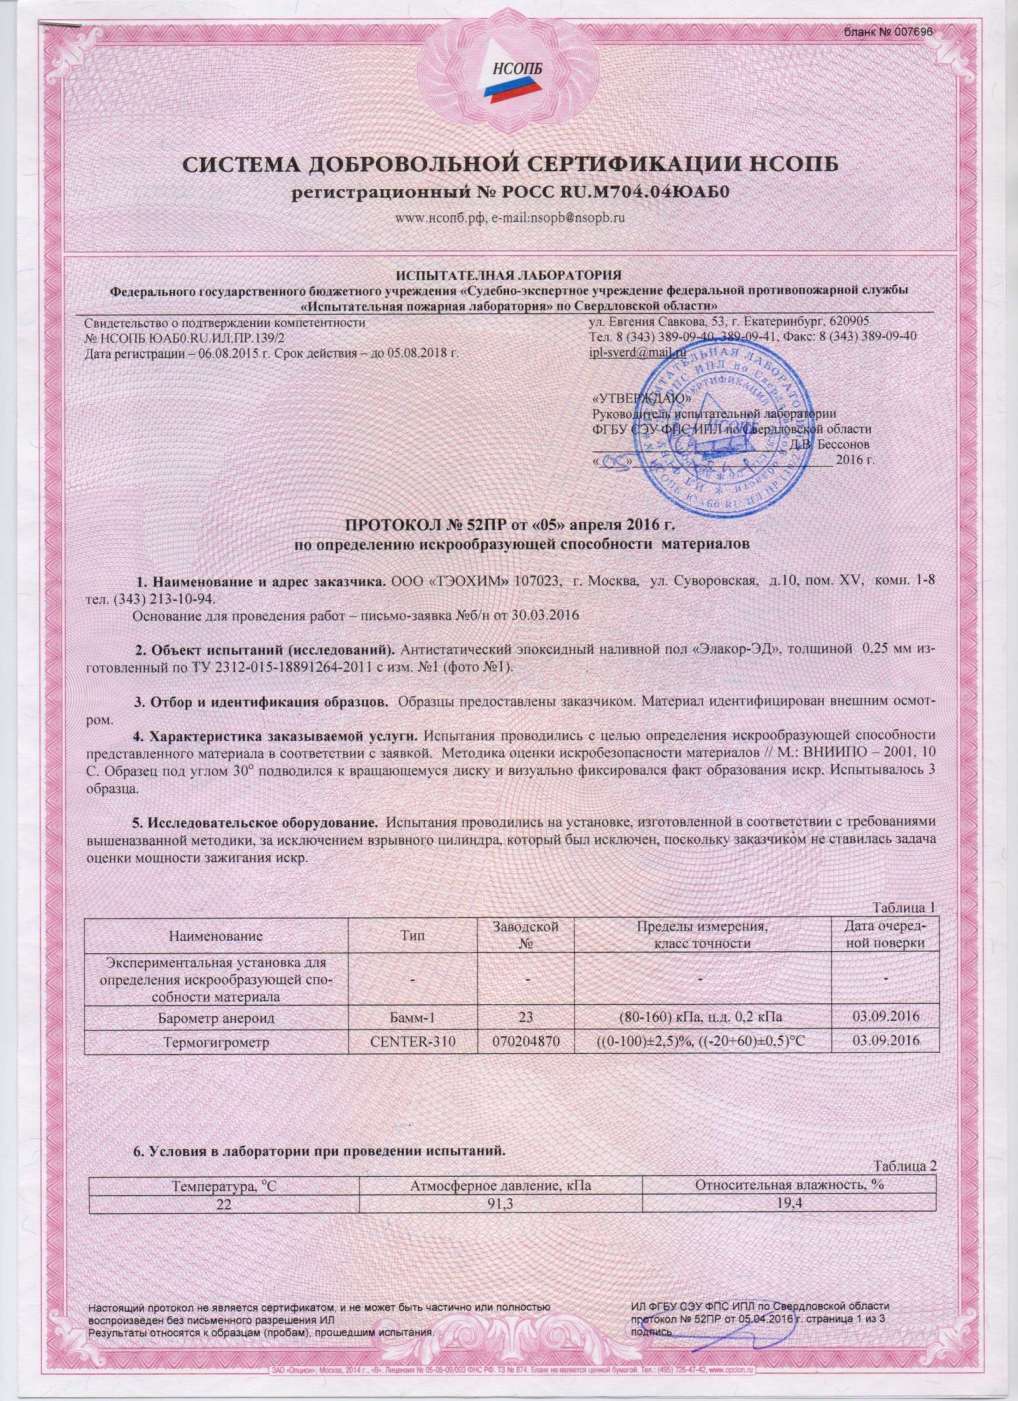 бланк № 007696
НСОПБ
СИСТЕМА ДОБРОВОЛЬНОЙ СЕРТИФИКАЦИИ НСОПБ
регистрационный № РОСС RU.М704.04ЮАБ0
www.нсопб.рф, e-mail:nsopb@nsopb.ru
ИСПЫТАТЕЛНАЯ ЛАБОРАТОРИЯ
Федерального государственного бюджетного учреждения «Судебно-экспертное учреждение федеральной противопожарной службы
«Испытательная пожарная лаборатория» по Свердловской области»
Свидетельство о подтверждении компетентности
№ НСОПБ ЮАБ0.RU.ИЛ.ПР.139/2
Дата регистрации – 06.08.2015 г. Срок действия – до 05.08.2018 г.
ул. Евгения Савкова, 53, г. Екатеринбург, 620905
Тел. 8 (343) 389-09-40, 389-09-41, Факс: 8 (343) 389-09-40
ipl-sverd@mail.ru
«УТВЕРЖДАЮ»
Руководитель испытательной лаборатории
ФГБУ СЭУ ФПС ИПЛ по Свердловской области
Д.В. Бессонов
«05» 2016 г.
ПРОТОКОЛ № 52ПР от «05» апреля 2016 г.
по определению искрообразующей способности материалов
1. Наименование и адрес заказчика. ООО «ТЭОХИМ» 107023, г. Москва, ул. Суворовская, д.10, пом. XV, комн. 1-8
тел. (343) 213-10-94.
Основание для проведения работ – письмо-заявка №б/н от 30.03.2016
2. Объект испытаний (исследований). Антистатический эпоксидный наливной пол «Элакор-ЭД», толщиной 0,25 мм из-
готовленный по ТУ 2312-015-18891264-2011 с изм. №1 (фото №1).
3. Отбор и идентификация образцов. Образцы предоставлены заказчиком. Материал идентифицирован внешним осмот-
ром.
4. Характеристика заказываемой услуги. Испытания проводились с целью определения искрообразующей способности
представленного материала в соответствии с заявкой. Методика оценки искробезопасности материалов // М.: ВНИИПО – 2001, 10
С. Образец под углом 30° подводился к вращающемуся диску и визуально фиксировался факт образования искр. Испытывалось 3
образца.
5. Исследовательское оборудование. Испытания проводились на установке, изготовленной в соответствии с требованиями
вышеназванной методики, за исключением взрывного цилиндра, который был исключен, поскольку заказчиком не ставилась задача
оценки мощности зажигания искр.
Таблица 1
Наименование Тип Заводской № Пределы измерения, класс точности Дата очеред-ной поверки
Экспериментальная установка для
определения искрообразующей спо-
собности материала - - - -
Барометр анероид Бамм-1 23 (80-160) кПа, ц.д. 0,2 кПа 03.09.2016
Термогигрометр CENTER-310 070204870 ((0-100)±2,5)%, ((-20+60)±0,5)°С 03.09.2016
6. Условия в лаборатории при проведении испытаний.
Таблица 2
Температура, °С Атмосферное давление, кПа Относительная влажность, %
22 91,3 19,4
Настоящий протокол не является сертификатом, и не может быть частично или полностью
воспроизведен без письменного разрешения ИЛ
Результаты относятся к образцам (пробам), прошедшим испытания.
ИЛ ФГБУ СЭУ ФПС ИПЛ по Свердловской области
протокол № 52ПР от 05.04.2016 г. страница 1 из 3
подпись